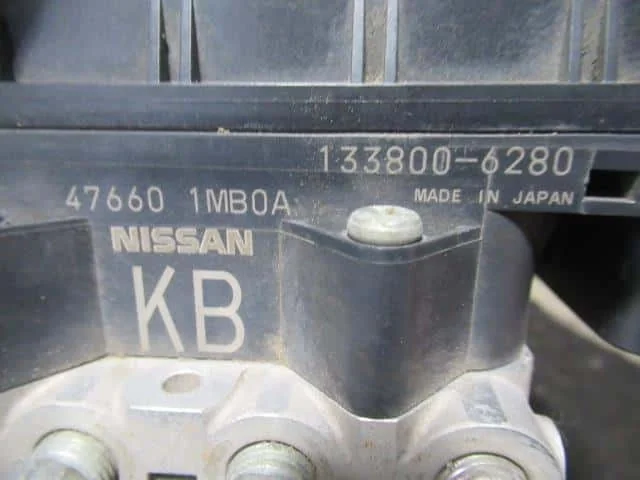 133800-6280
47660 1MB0A
MADE IN JAPAN
NISSAN
KB